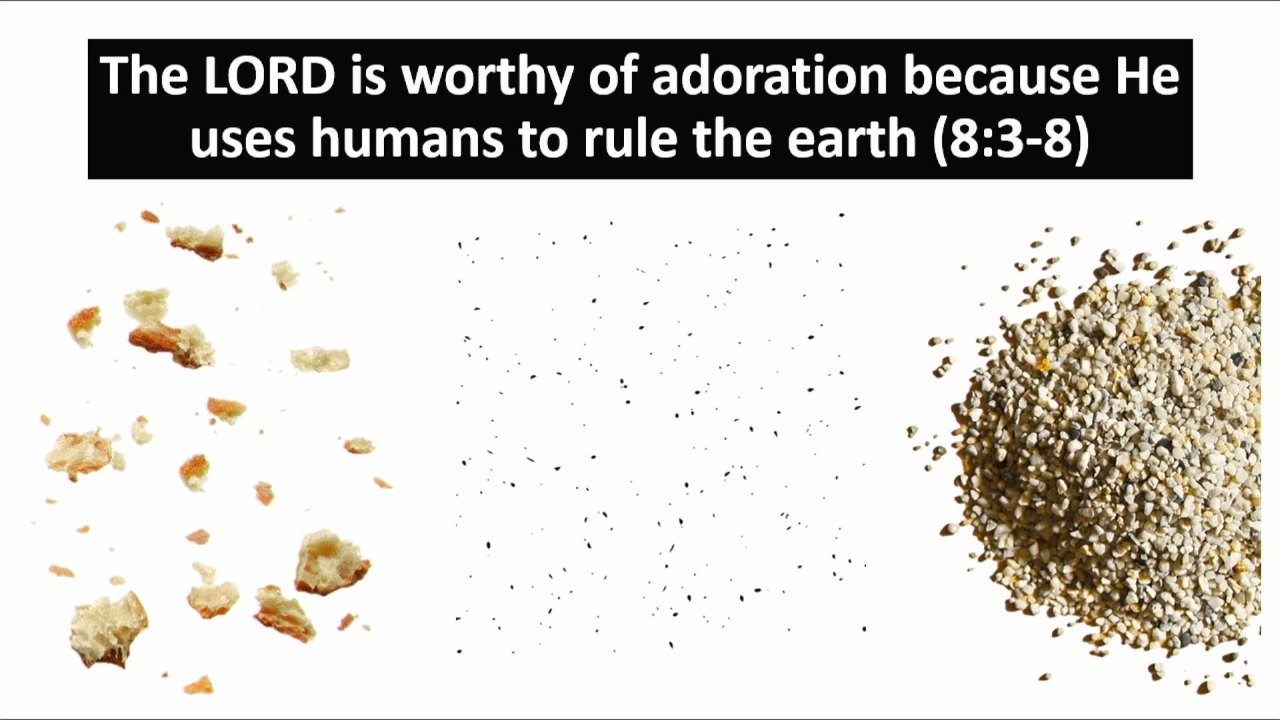 The LORD is worthy of adoration because He
uses humans to rule the earth (8:3-8)